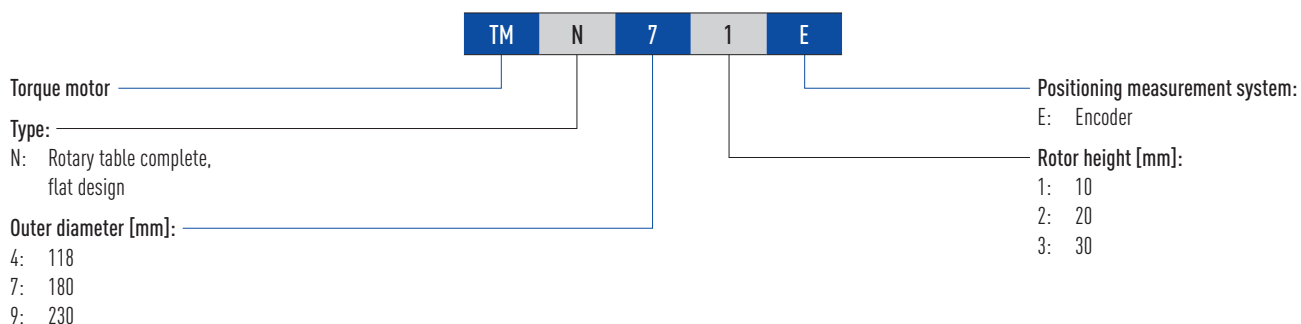 TM N 7 1 E
Torque motor
Type:
N: Rotary table complete,
flat design
Outer diameter [mm]:
4: 118
7: 180
9: 230
Positioning measurement system:
E: Encoder
Rotor height [mm]:
1: 10
2: 20
3: 30